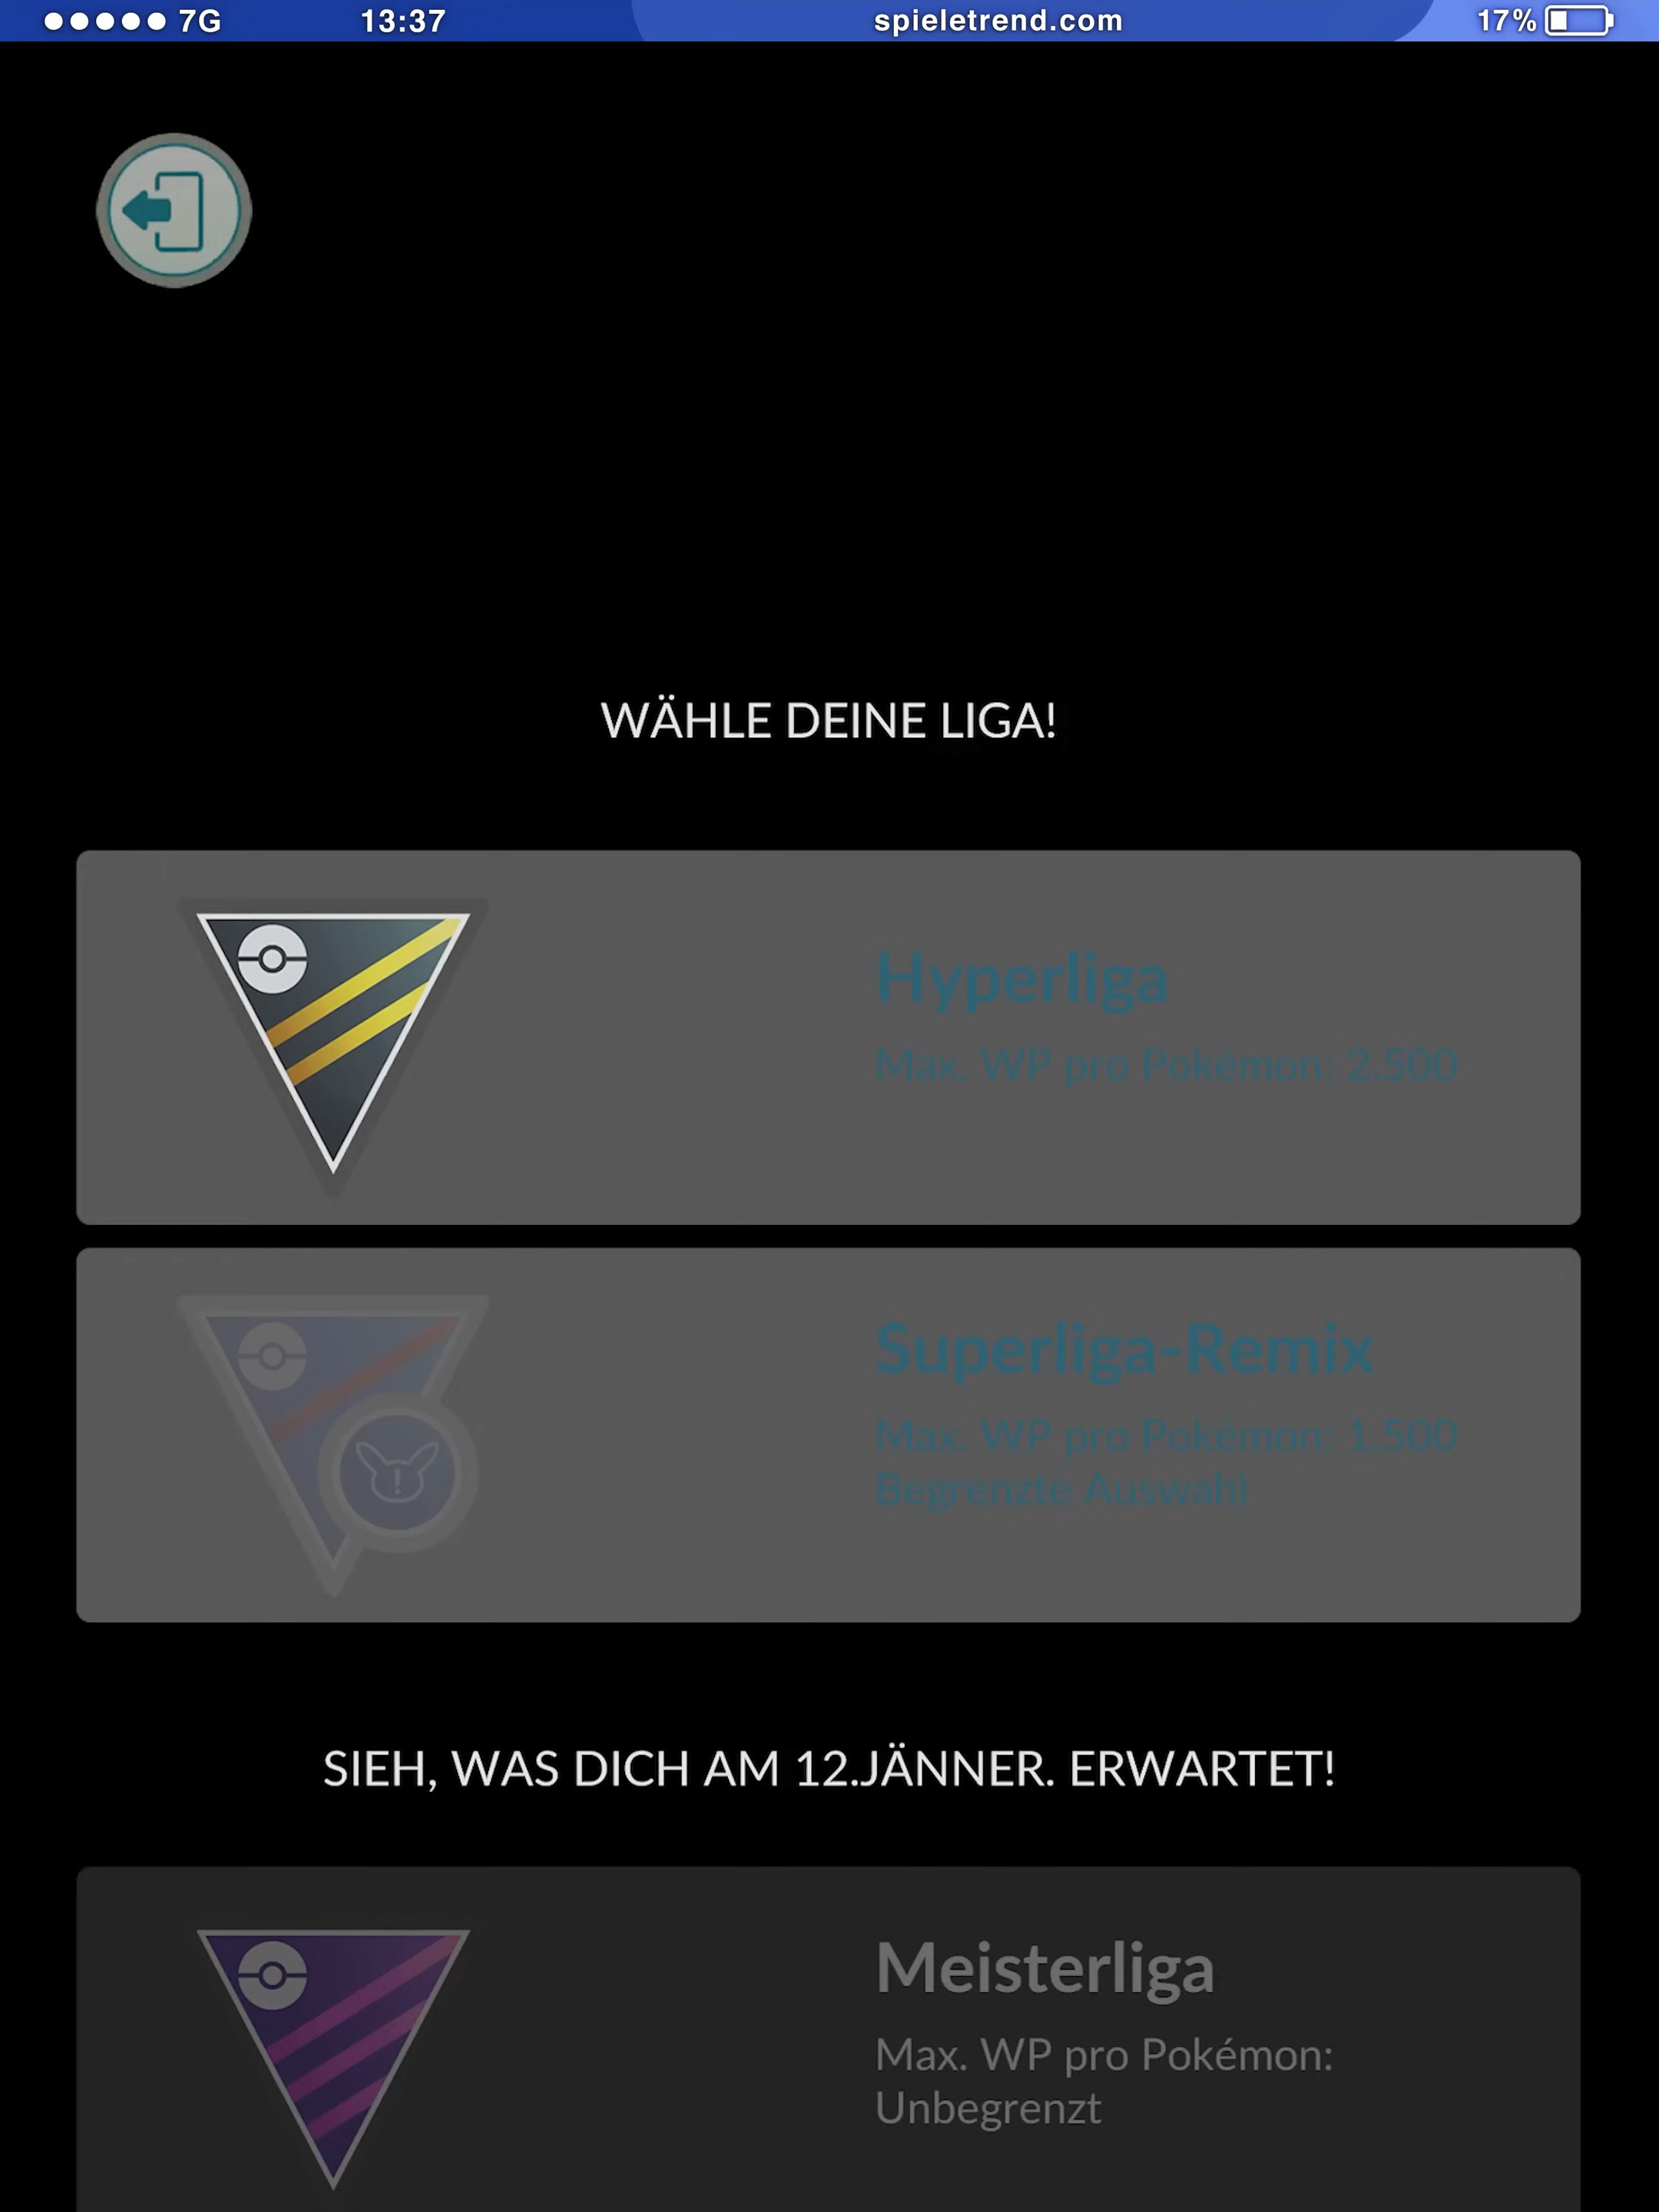 7G 13:37 spieletrend.com 17%
WÄHLE DEINE LIGA!
Hyperliga
Max. WP pro Pokémon: 2.500
Superliga-Remix
Max. WP pro Pokémon: 1.500
Begrenzte Auswahl
SIEH, WAS DICH AM 12.JÄNNER. ERWARTET!
Meisterliga
Max. WP pro Pokémon:
Unbegrenzt